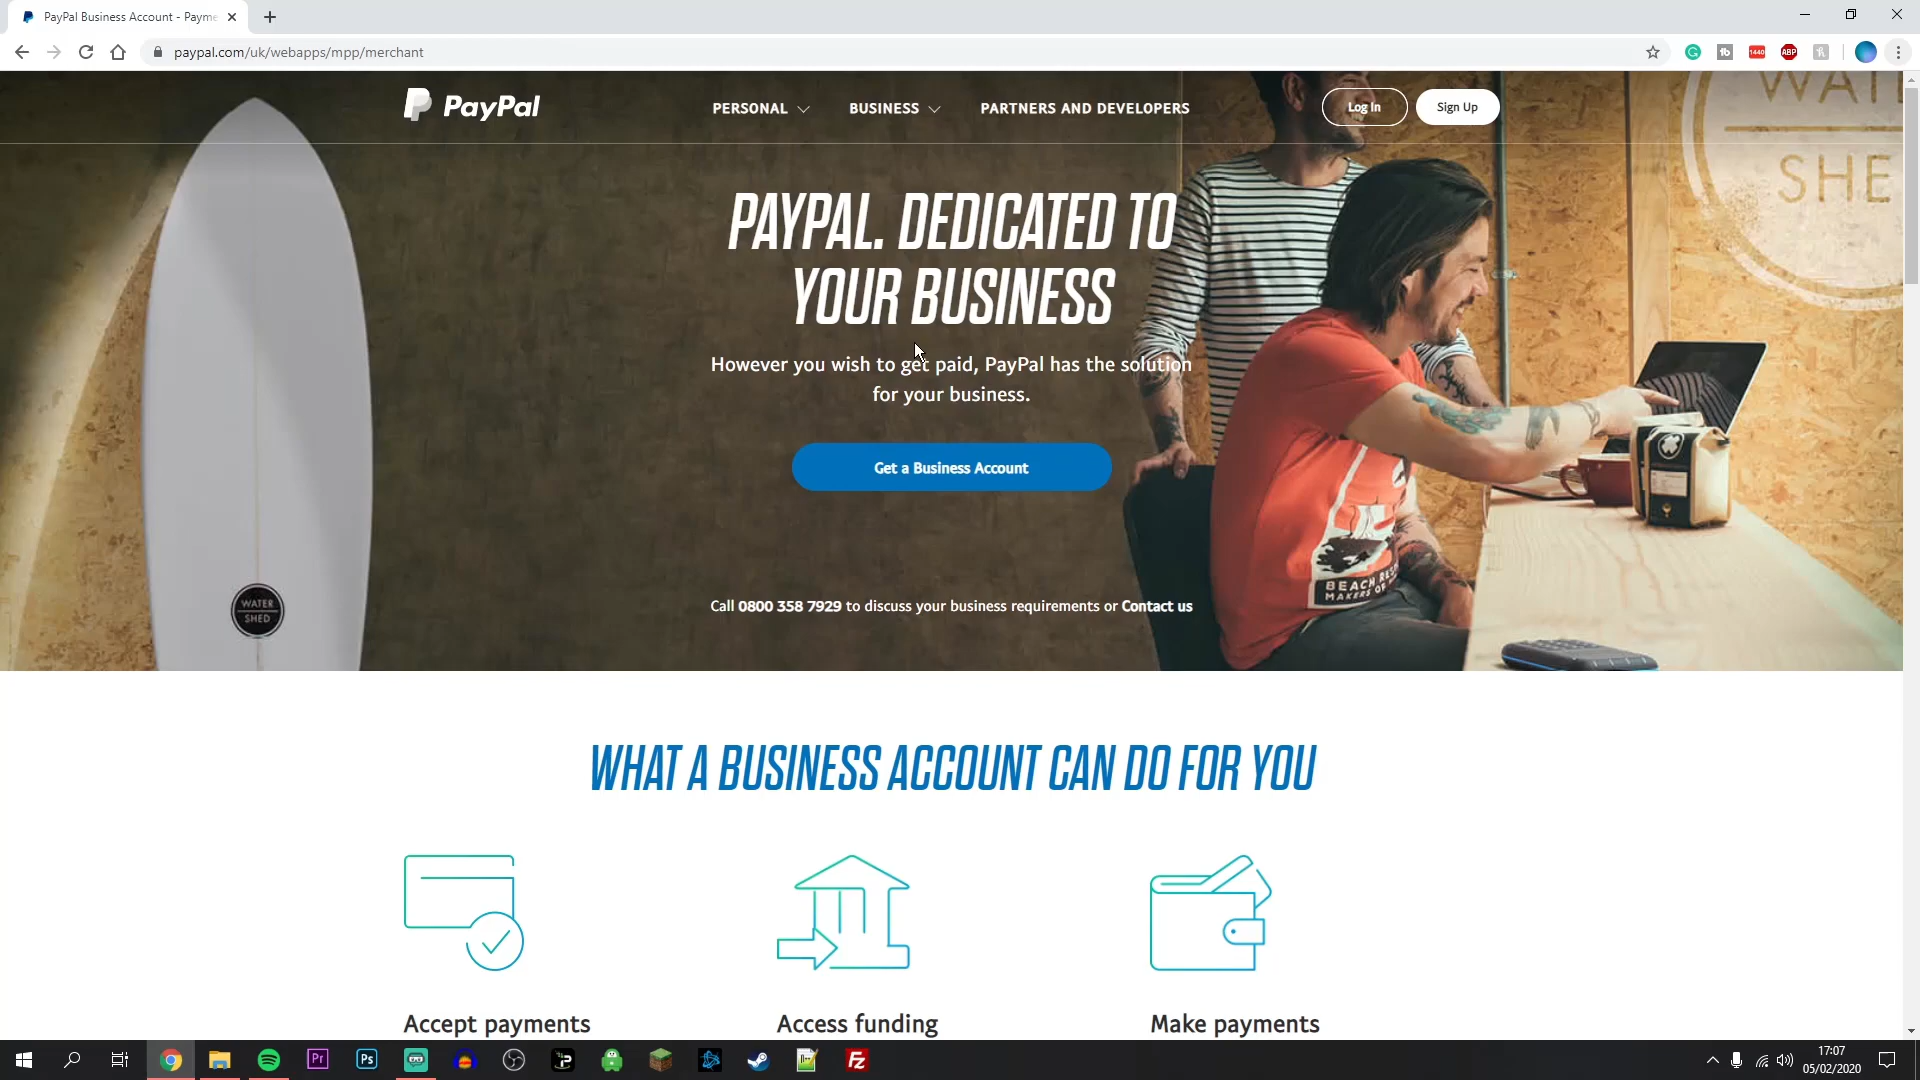 PayPal Business Account - Payme
paypal.com/uk/webapps/mpp/merchant
PayPal
PERSONAL
BUSINESS
PARTNERS AND DEVELOPERS
Log In
Sign Up
PAYPAL. DEDICATED TO
YOUR BUSINESS
However you wish to get paid, PayPal has the solution
for your business.
Get a Business Account
Call 0800 358 7929 to discuss your business requirements or Contact us
WATER
SHED
SHE
BEACH
WHAT A BUSINESS ACCOUNT CAN DO FOR YOU
Accept payments
Access funding
Make payments
17:07
05/02/2020